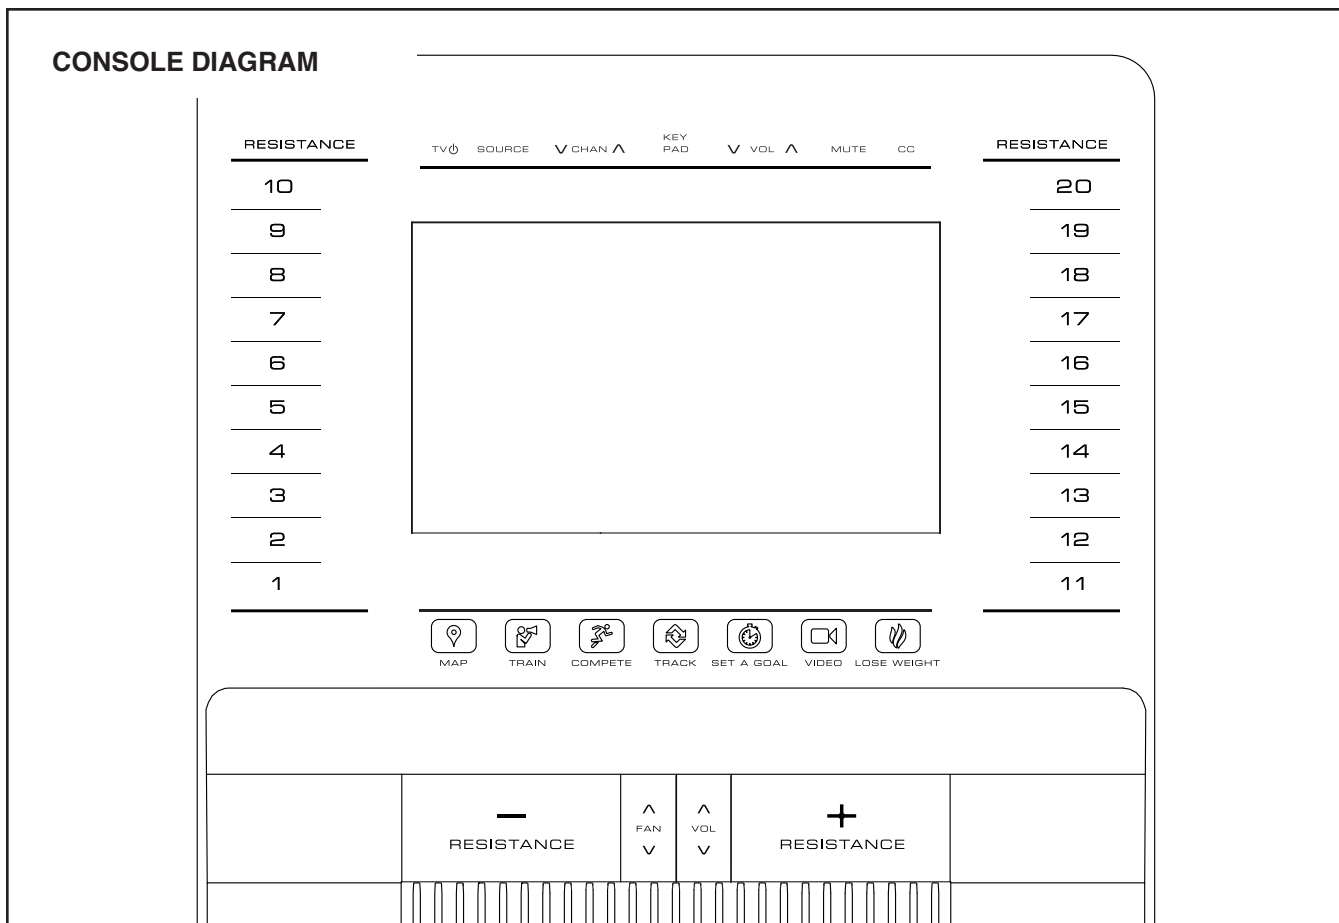 CONSOLE DIAGRAM
RESISTANCE
10
9
8
7
6
5
4
3
2
1
TV SOURCE CHAN KEY PAD VOL MUTE CC
RESISTANCE
20
19
18
17
16
15
14
13
12
11
MAP TRAIN COMPETE TRACK SET A GOAL VIDEO LOSE WEIGHT
–
RESISTANCE
FAN
VOL
+
RESISTANCE